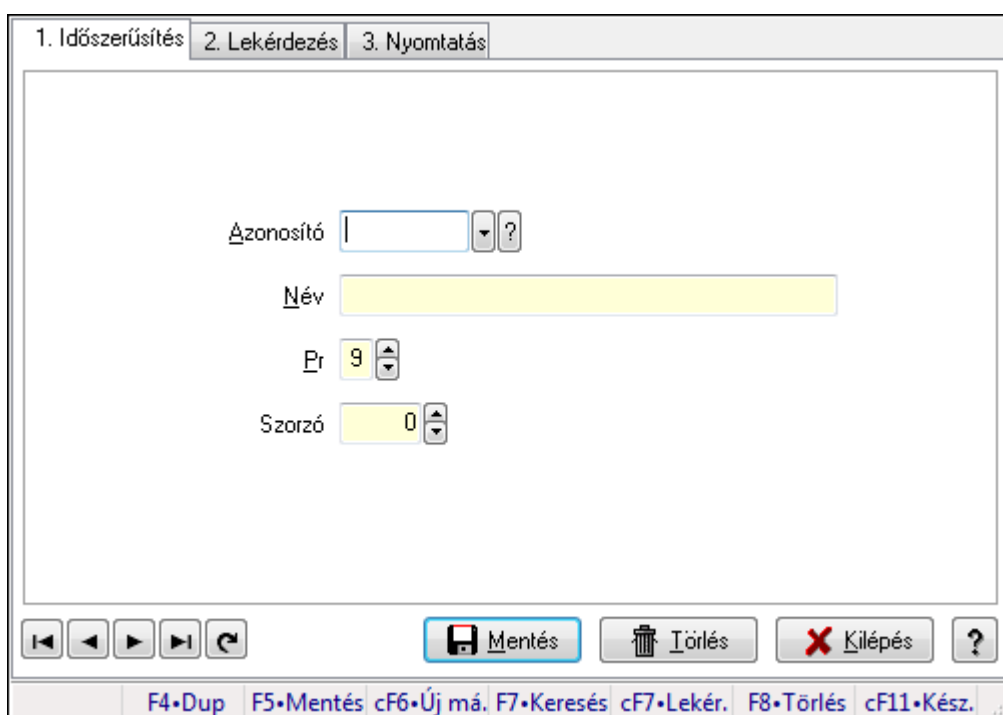 1. Időszerűsítés 2. Lekérdezés 3. Nyomtatás
Azonosító ?
Név
Pr 9
Szorzó 0
Mentés Törlés Kilépés ?
F4•Dup F5•Mentés cF6•Új má. F7•Keresés cF7•Lekér. F8•Törlés cF11•Kész.